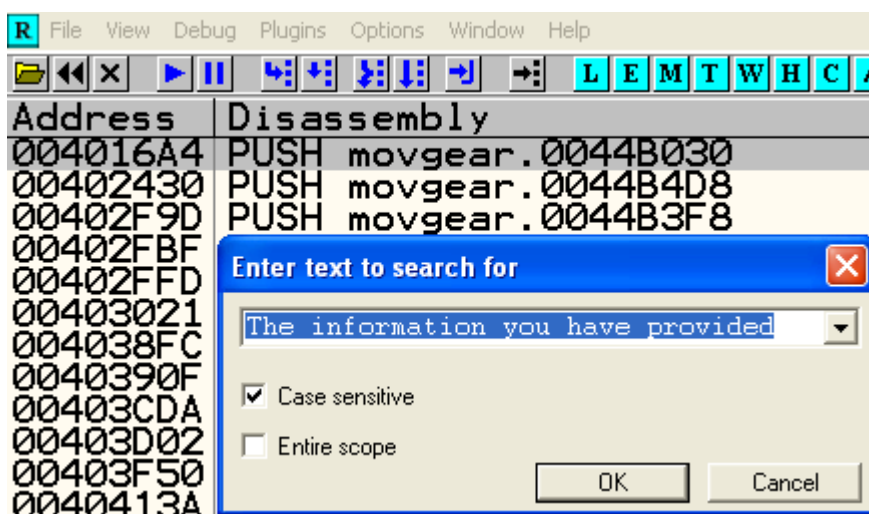 R File View Debug Plugins Options Window Help
L E M T W H C
Address Disassembly
004016A4 PUSH movgear.0044B030
00402430 PUSH movgear.0044B4D8
00402F9D PUSH movgear.0044B3F8
00402FBF
00402FFD
00403021
004038FC
0040390F
00403CDA
00403D02
00403F50
0040413A
Enter text to search for
The information you have provided
Case sensitive
Entire scope
OK Cancel